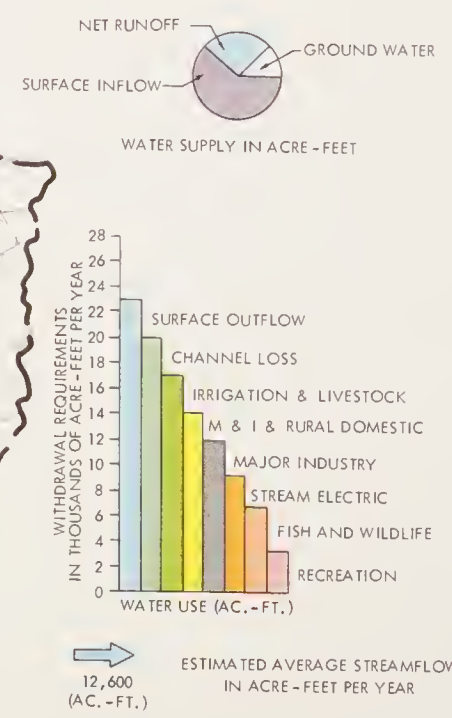 NET RUNOFF
GROUND WATER
SURFACE INFLOW
WATER SUPPLY IN ACRE-FEET
WITHDRAWAL REQUIREMENTS
IN THOUSANDS OF ACRE-FEET PER YEAR
28
26
24
22
20
18
16
14
12
10
8
6
4
2
0
SURFACE OUTFLOW
CHANNEL LOSS
IRRIGATION & LIVESTOCK
M & I & RURAL DOMESTIC
MAJOR INDUSTRY
STREAM ELECTRIC
FISH AND WILDLIFE
RECREATION
WATER USE (AC.-FT.)
12,600
(AC.-FT.)
ESTIMATED AVERAGE STREAMFLOW
IN ACRE-FEET PER YEAR